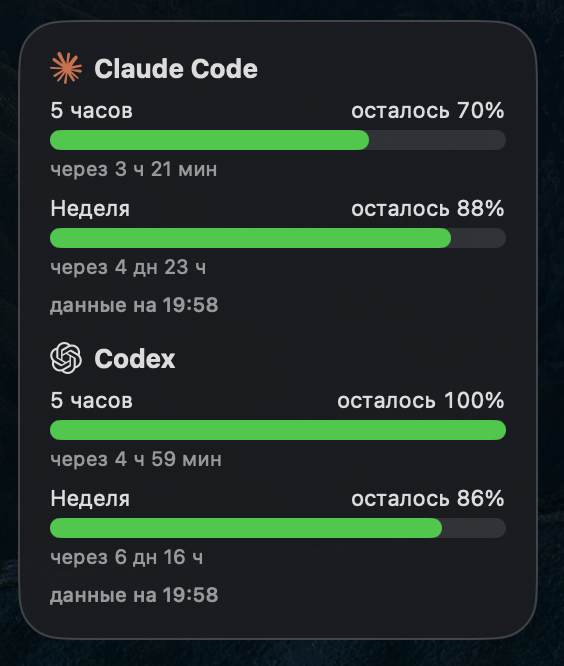 Claude Code
5 часов осталось 70%
через 3 ч 21 мин
Неделя осталось 88%
через 4 дн 23 ч
данные на 19:58
Codex
5 часов осталось 100%
через 4 ч 59 мин
Неделя осталось 86%
через 6 дн 16 ч
данные на 19:58